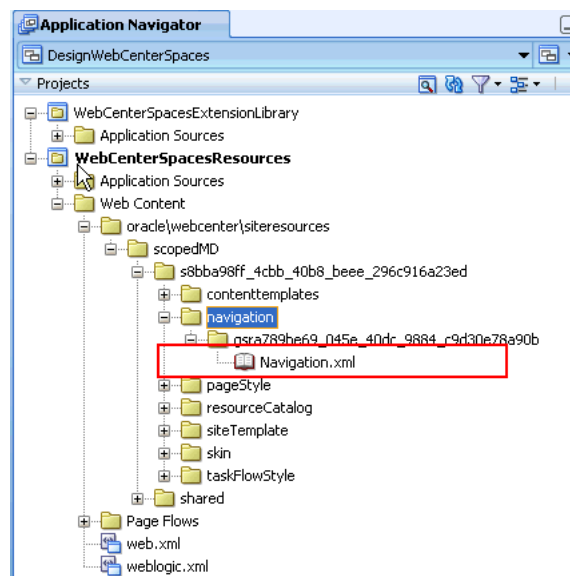 Application Navigator
DesignWebCenterSpaces
Projects
WebCenterSpacesExtensionLibrary
Application Sources
WebCenterSpacesResources
Application Sources
Web Content
oracle\webcenter\siteresources
scopedMD
s8bba98ff_4cbb_40b8_beee_296c916a23ed
contenttemplates
navigation
gsra789be69_045e_40dc_9884_c9d30e78a90b
Navigation.xml
pageStyle
resourceCatalog
siteTemplate
skin
taskFlowStyle
shared
Page Flows
web.xml
weblogic.xml